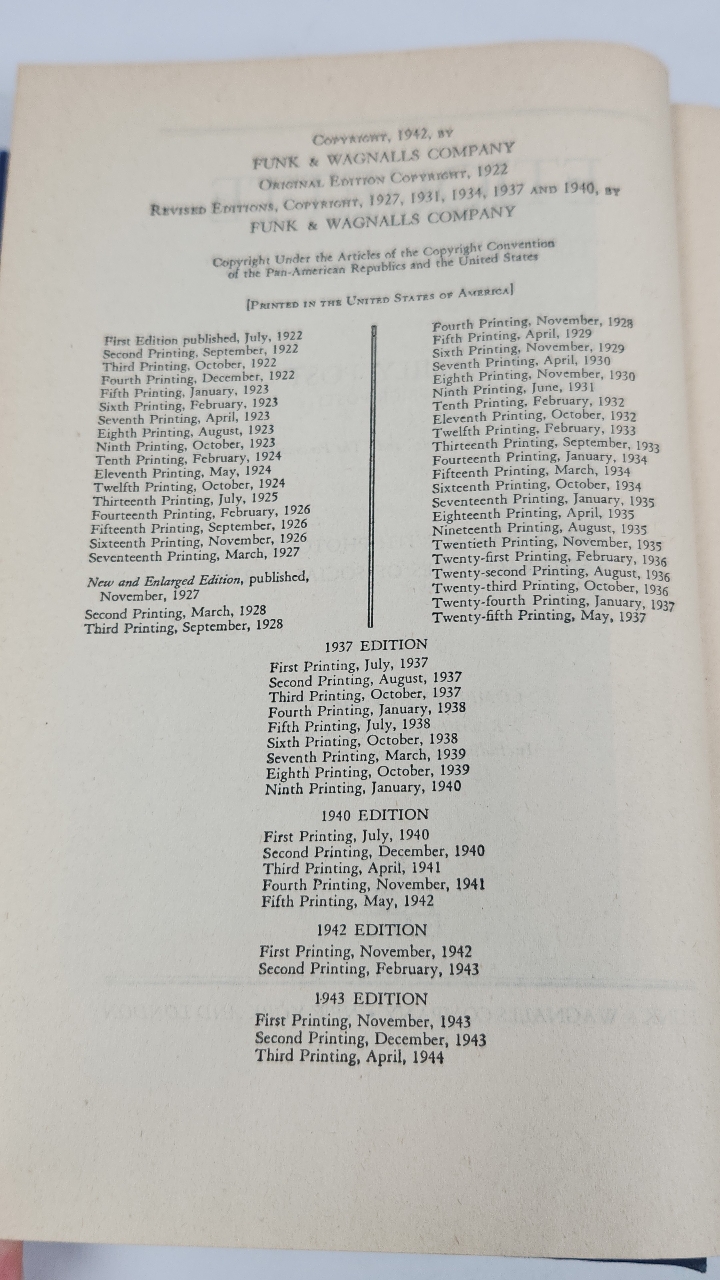 Copyright, 1942, by
FUNK & WAGNALLS COMPANY
Original Edition Copyright, 1922
Revised Editions, Copyright, 1927, 1931, 1934, 1937 and 1940, by
FUNK & WAGNALLS COMPANY
Copyright Under the Articles of the Copyright Convention
of the Pan-American Republics and the United States
[Printed in the United States of America]
First Edition published, July, 1922
Second Printing, September, 1922
Third Printing, October, 1922
Fourth Printing, December, 1922
Fifth Printing, January, 1923
Sixth Printing, February, 1923
Seventh Printing, April, 1923
Eighth Printing, August, 1923
Ninth Printing, October, 1923
Tenth Printing, February, 1924
Eleventh Printing, May, 1924
Twelfth Printing, October, 1924
Thirteenth Printing, July, 1925
Fourteenth Printing, February, 1926
Fifteenth Printing, September, 1926
Sixteenth Printing, November, 1926
Seventeenth Printing, March, 1927
New and Enlarged Edition, published,
November, 1927
Second Printing, March, 1928
Third Printing, September, 1928
Fourth Printing, November, 1928
Fifth Printing, April, 1929
Sixth Printing, November, 1929
Seventh Printing, April, 1930
Eighth Printing, November, 1930
Ninth Printing, June, 1931
Tenth Printing, February, 1932
Eleventh Printing, October, 1932
Twelfth Printing, February, 1933
Thirteenth Printing, September, 1933
Fourteenth Printing, January, 1934
Fifteenth Printing, March, 1934
Sixteenth Printing, October, 1934
Seventeenth Printing, January, 1935
Eighteenth Printing, April, 1935
Nineteenth Printing, August, 1935
Twentieth Printing, November, 1935
Twenty-first Printing, February, 1936
Twenty-second Printing, August, 1936
Twenty-third Printing, October, 1936
Twenty-fourth Printing, January, 1937
Twenty-fifth Printing, May, 1937
1937 EDITION
First Printing, July, 1937
Second Printing, August, 1937
Third Printing, October, 1937
Fourth Printing, January, 1938
Fifth Printing, July, 1938
Sixth Printing, October, 1938
Seventh Printing, March, 1939
Eighth Printing, October, 1939
Ninth Printing, January, 1940
1940 EDITION
First Printing, July, 1940
Second Printing, December, 1940
Third Printing, April, 1941
Fourth Printing, November, 1941
Fifth Printing, May, 1942
1942 EDITION
First Printing, November, 1942
Second Printing, February, 1943
1943 EDITION
First Printing, November, 1943
Second Printing, December, 1943
Third Printing, April, 1944